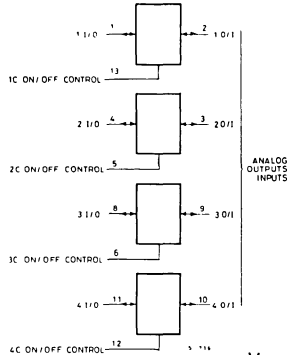 1 2
1 I/O 1 O/I
13
1C ON/OFF CONTROL
4 3
2 I/O 2 O/I
5
2C ON/OFF CONTROL
ANALOG
OUTPUTS
INPUTS
8 9
3 I/O 3 O/I
6
3C ON/OFF CONTROL
11 10
4 I/O 4 O/I
12
4C ON/OFF CONTROL